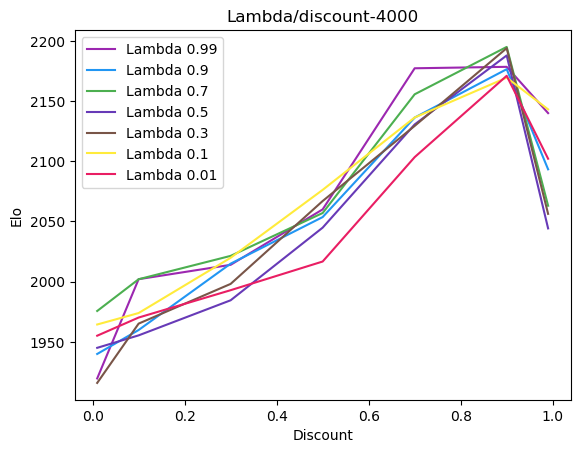 Lambda/discount-4000
Lambda 0.99
Lambda 0.9
Lambda 0.7
Lambda 0.5
Lambda 0.3
Lambda 0.1
Lambda 0.01
2200
2150
2100
2050
2000
1950
Elo
0.0 0.2 0.4 0.6 0.8 1.0
Discount